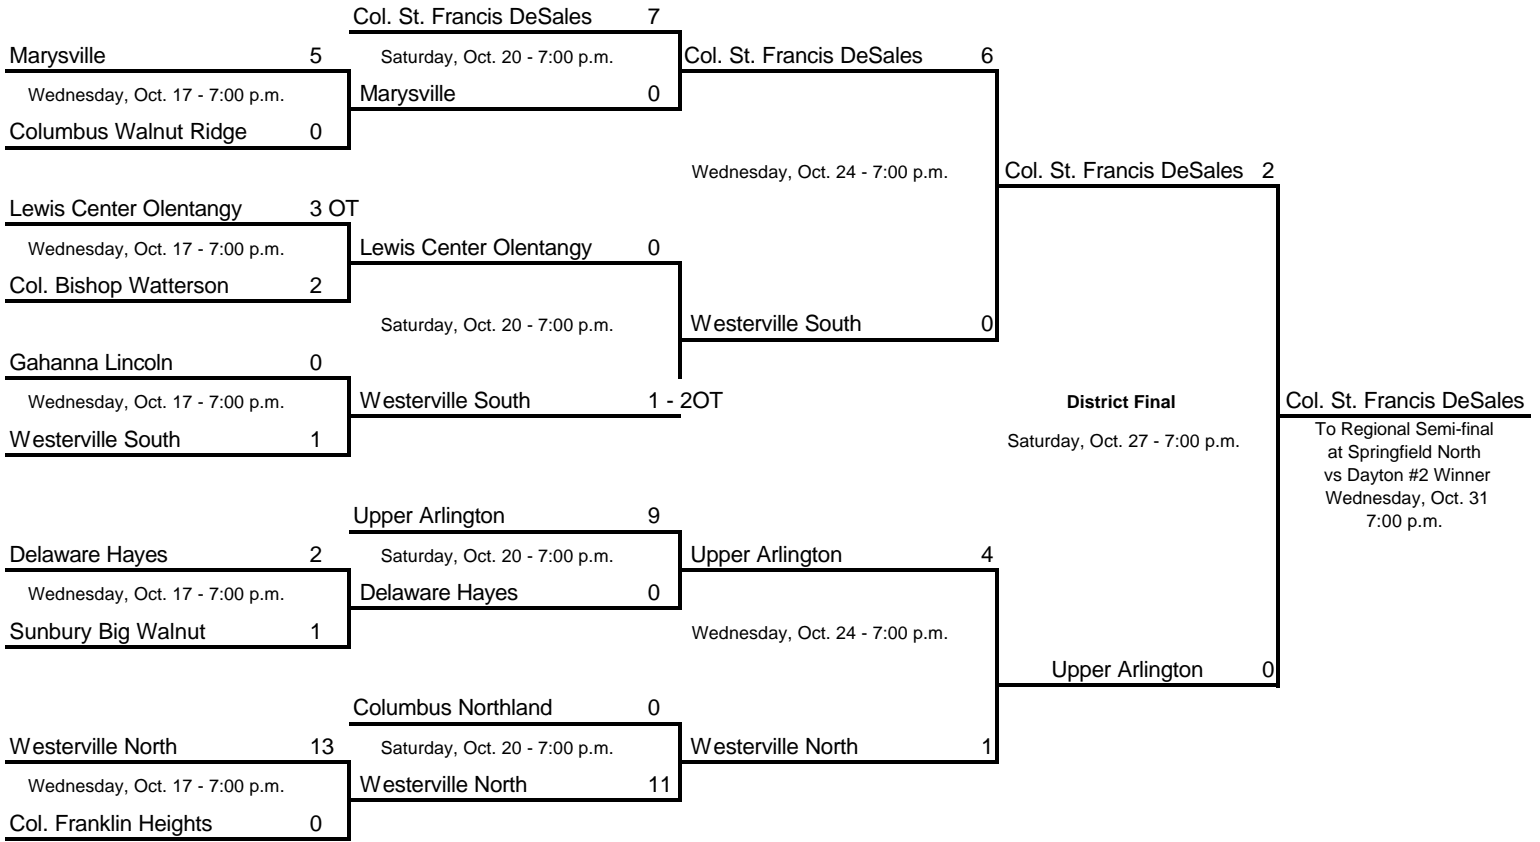 Col. St. Francis DeSales 7
Marysville 5
Saturday, Oct. 20 - 7:00 p.m.
Col. St. Francis DeSales 6
Wednesday, Oct. 17 - 7:00 p.m.
Marysville 0
Columbus Walnut Ridge 0
Wednesday, Oct. 24 - 7:00 p.m.
Col. St. Francis DeSales 2
Lewis Center Olentangy 3 OT
Wednesday, Oct. 17 - 7:00 p.m.
Lewis Center Olentangy 0
Col. Bishop Watterson 2
Saturday, Oct. 20 - 7:00 p.m.
Westerville South 0
Gahanna Lincoln 0
Wednesday, Oct. 17 - 7:00 p.m.
Westerville South 1 - 2OT
District Final
Col. St. Francis DeSales
Westerville South 1
Saturday, Oct. 27 - 7:00 p.m.
To Regional Semi-final
at Springfield North
vs Dayton #2 Winner
Wednesday, Oct. 31
7:00 p.m.
Upper Arlington 9
Delaware Hayes 2
Saturday, Oct. 20 - 7:00 p.m.
Upper Arlington 4
Wednesday, Oct. 17 - 7:00 p.m.
Delaware Hayes 0
Sunbury Big Walnut 1
Wednesday, Oct. 24 - 7:00 p.m.
Upper Arlington 0
Columbus Northland 0
Westerville North 13
Saturday, Oct. 20 - 7:00 p.m.
Westerville North 1
Wednesday, Oct. 17 - 7:00 p.m.
Westerville North 11
Col. Franklin Heights 0